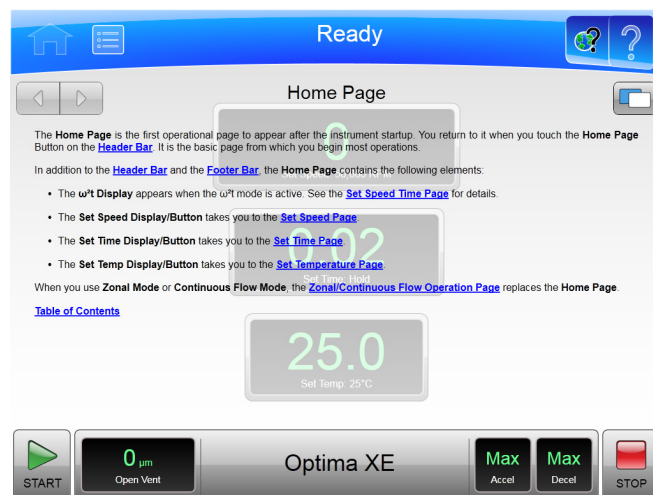 Ready
Home Page
0
The Home Page is the first operational page to appear after the instrument startup. You return to it when you touch the Home Page
Button on the Header Bar. It is the basic page from which you begin most operations.
In addition to the Header Bar and the Footer Bar, the Home Page contains the following elements:
• The ω²t Display appears when the ω²t mode is active. See the Set Speed Time Page for details.
• The Set Speed Display/Button takes you to the Set Speed Page.
• The Set Time Display/Button takes you to the Set Time Page.
0.02
• The Set Temp Display/Button takes you to the Set Temperature Page.
Set Time: Hold
When you use Zonal Mode or Continuous Flow Mode, the Zonal/Continuous Flow Operation Page replaces the Home Page.
Table of Contents
25.0
Set Temp: 25°C
START
0 µm
Open Vent
Optima XE
Max
Accel
Max
Decel
STOP